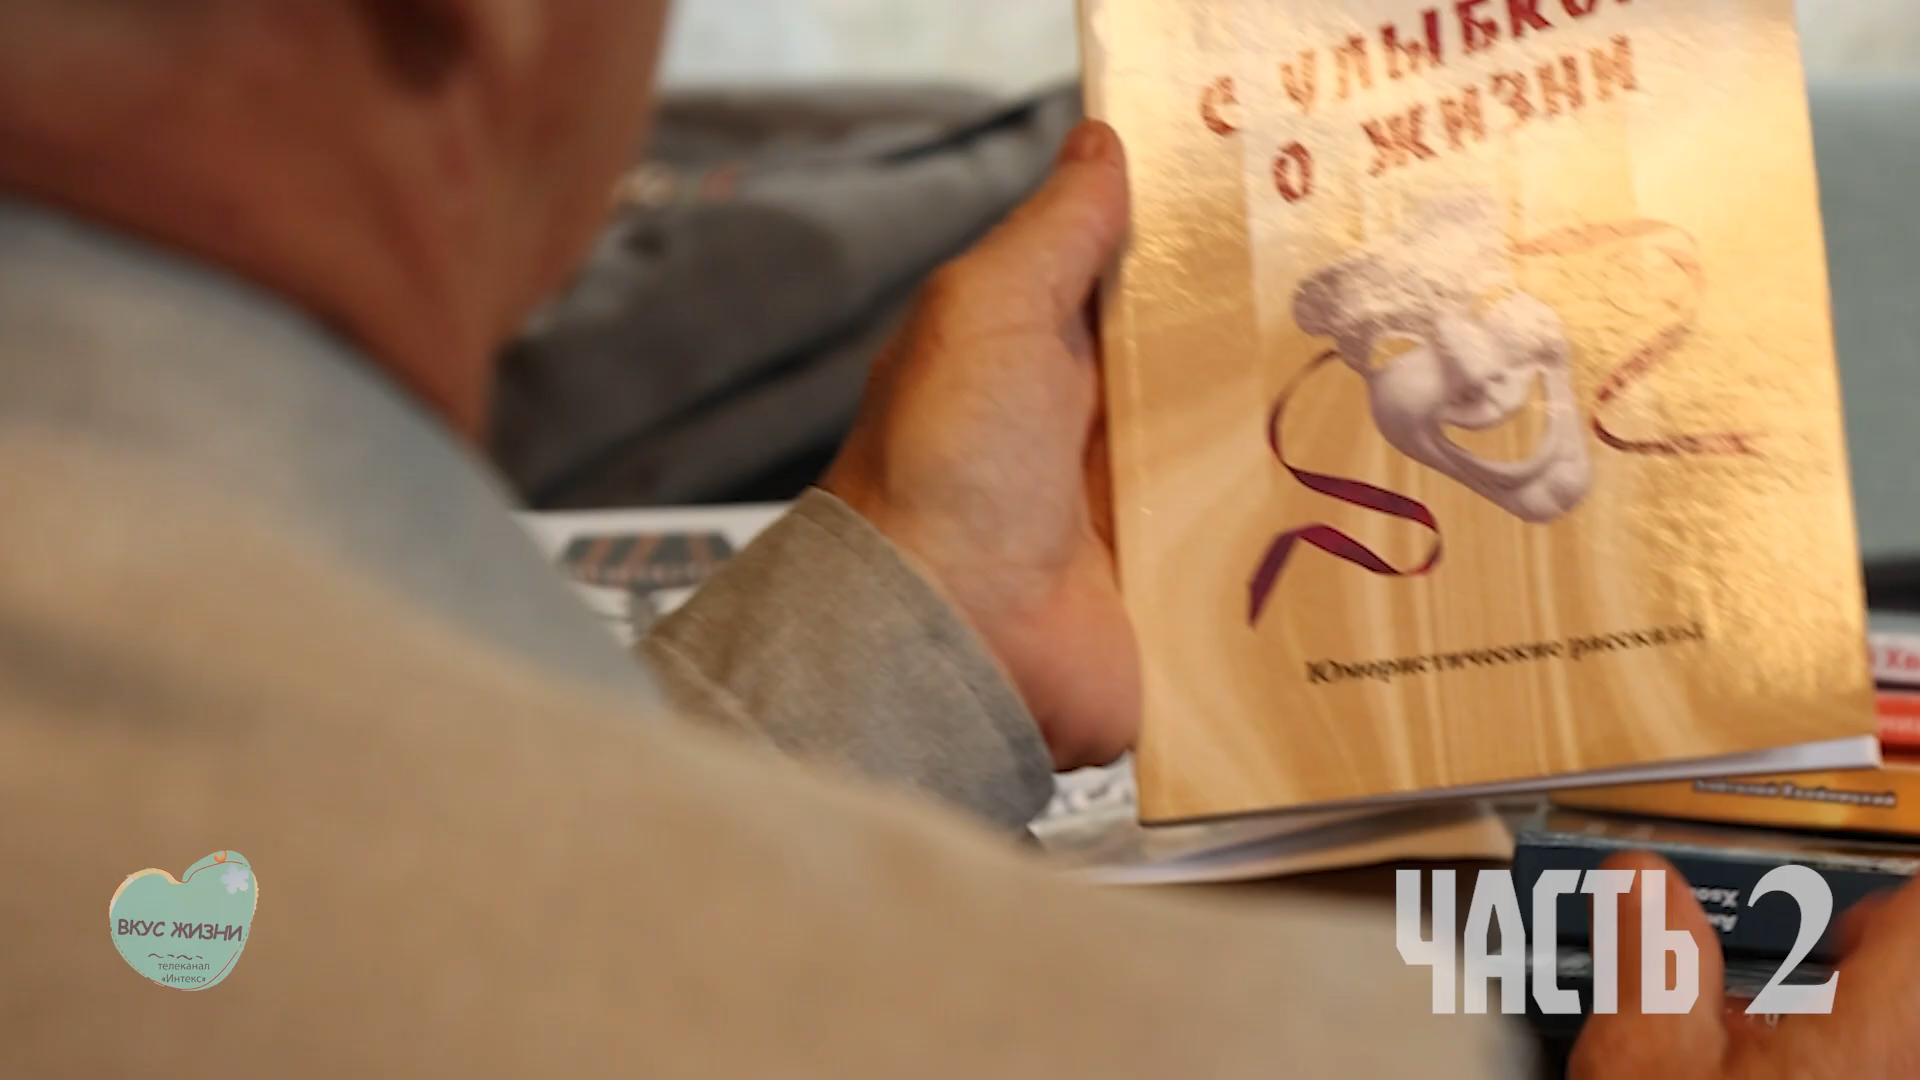 С УЛЫБКОЙ
О ЖИЗНИ
Юмористические рассказы
ВКУС ЖИЗНИ
телеканал
«Интекс»
ЧАСТЬ 2